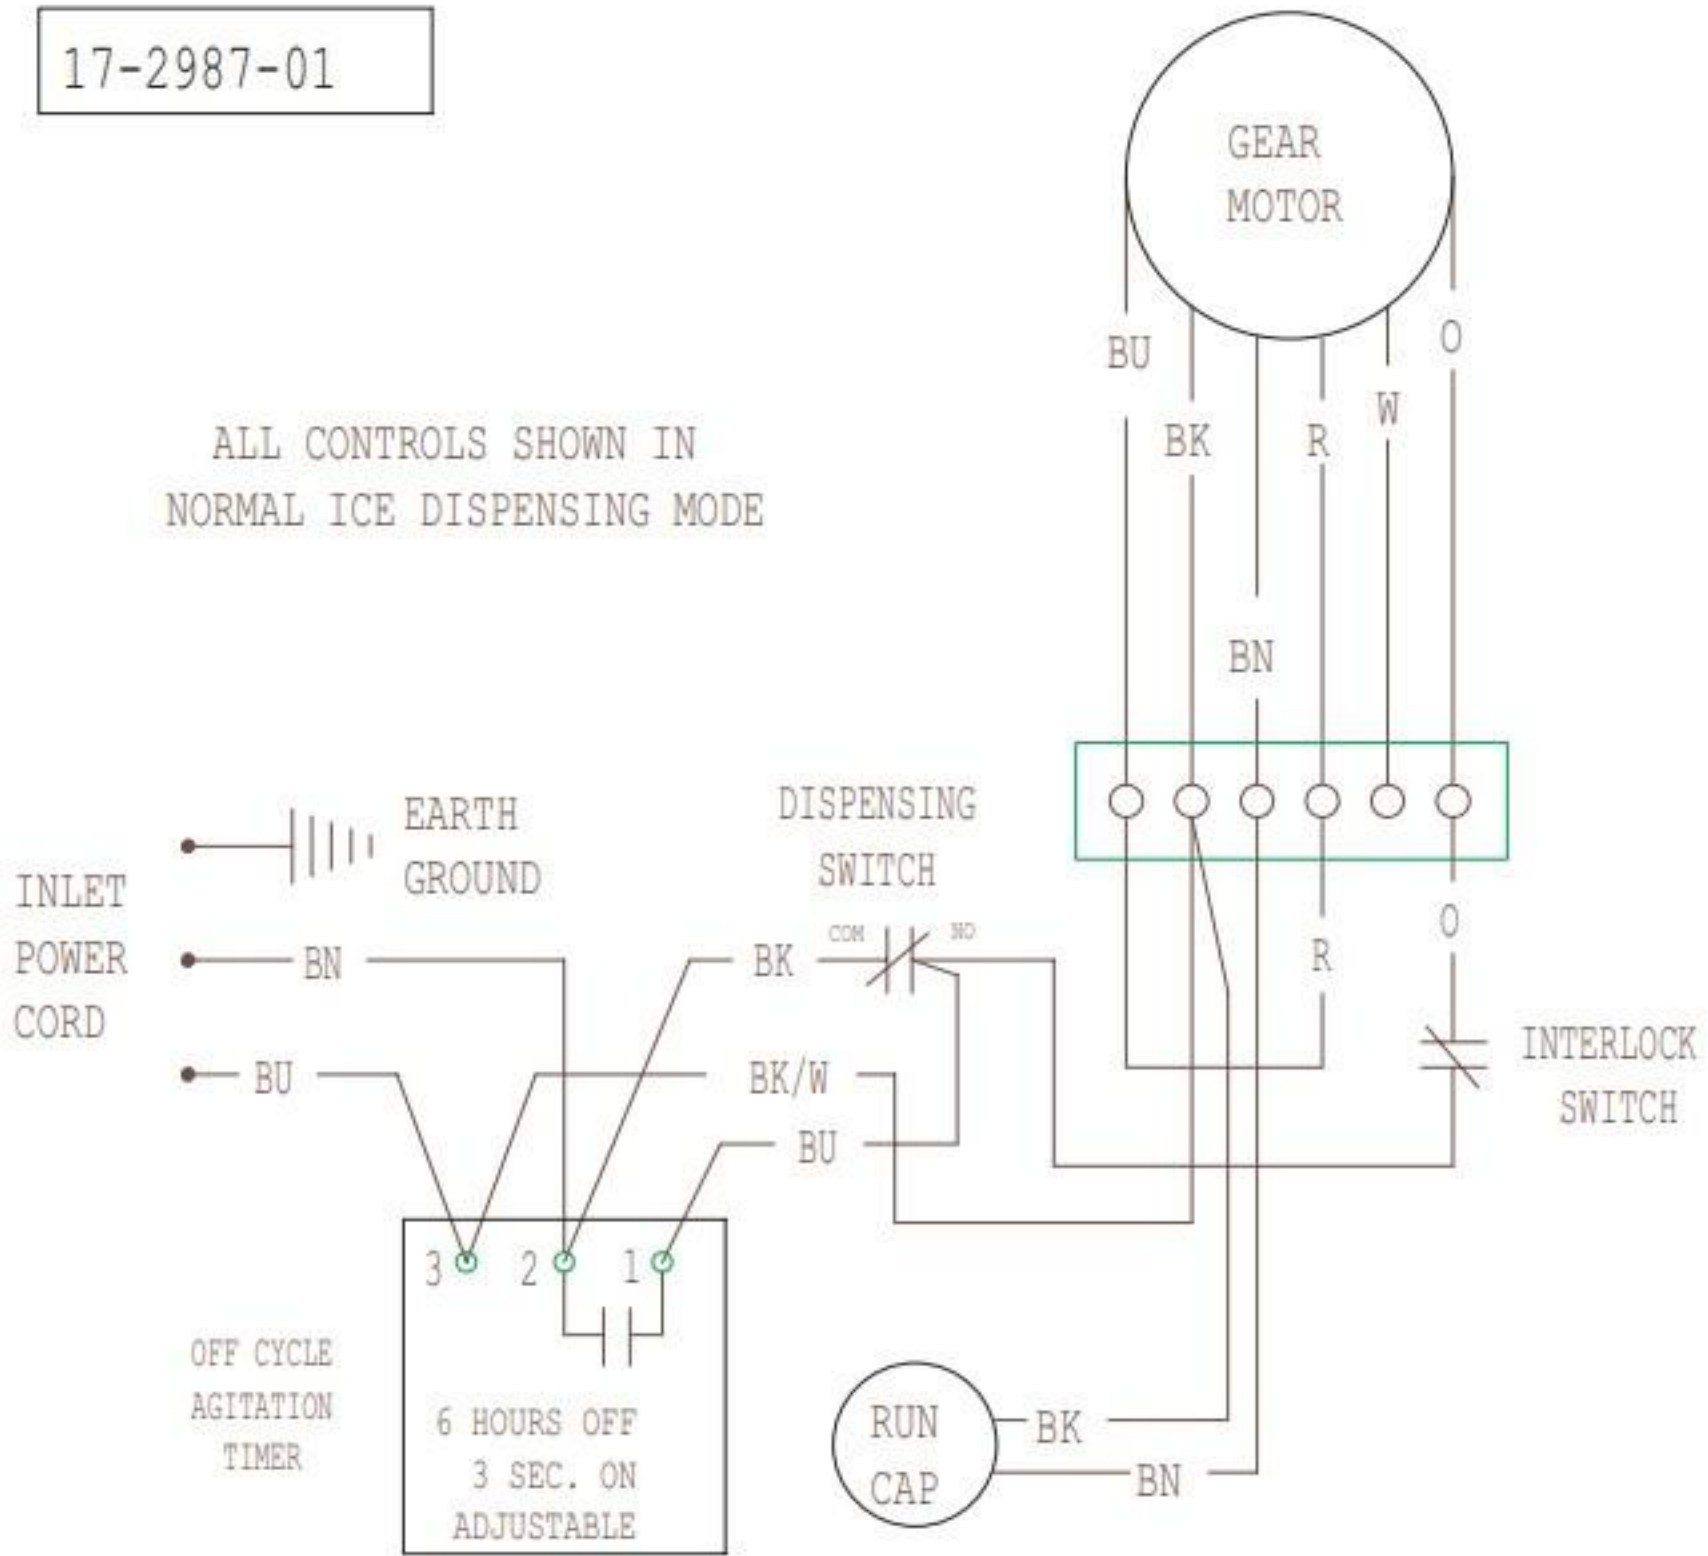 17-2987-01
GEAR
MOTOR
BU
BK
BN
R
W
O
ALL CONTROLS SHOWN IN
NORMAL ICE DISPENSING MODE
EARTH
GROUND
INLET
POWER
CORD
BN
BU
DISPENSING
SWITCH
COM
NO
BK
BK/W
BU
R
O
INTERLOCK
SWITCH
3
2
1
OFF CYCLE
AGITATION
TIMER
6 HOURS OFF
3 SEC. ON
ADJUSTABLE
RUN
CAP
BK
BN